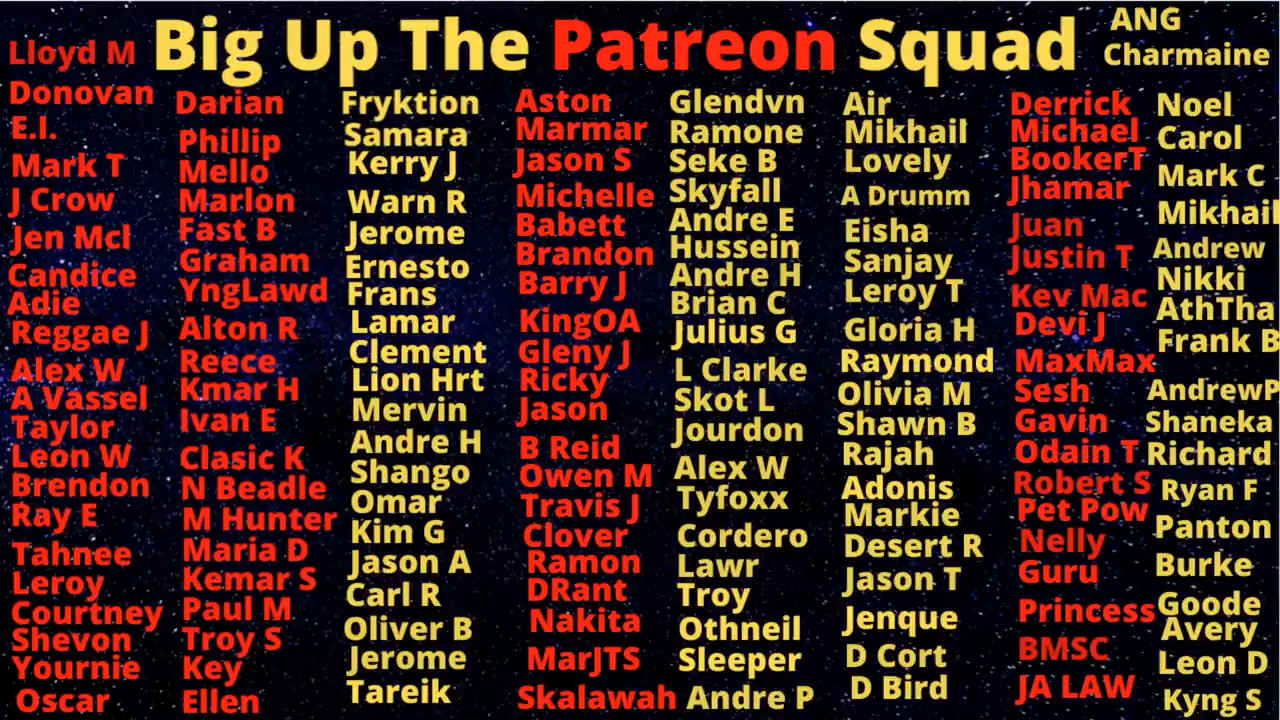 Big Up The Patreon Squad
Lloyd M
Donovan
E.I.
Mark T
J Crow
Jen Mcl
Candice
Adie
Reggae J
Alex W
A Vassel
Taylor
Leon W
Brendon
Ray E
Tahnee
Leroy
Courtney
Shevon
Yournie
Oscar
Darian
Phillip
Mello
Marlon
Fast B
Graham
YngLawd
Alton R
Reece
Kmar H
Ivan E
Clasic K
N Beadle
M Hunter
Maria D
Kemar S
Paul M
Troy S
Key
Ellen
Fryktion
Samara
Kerry J
Warn R
Jerome
Ernesto
Frans
Lamar
Clement
Lion Hrt
Mervin
Andre H
Shango
Omar
Kim G
Jason A
Carl R
Oliver B
Jerome
Tareik
Aston
Marmar
Jason S
Michelle
Babett
Brandon
Barry J
KingOA
Gleny J
Ricky
Jason
B Reid
Owen M
Travis J
Clover
Ramon
DRant
Nakita
MarJTS
Skalawah
Glendvn
Ramone
Seke B
Skyfall
Andre E
Hussein
Andre H
Brian C
Julius G
L Clarke
Skot L
Jourdon
Alex W
Tyfoxx
Cordero
Lawr
Troy
Othneil
Sleeper
Andre P
Air
Mikhail
Lovely
A Drumm
Eisha
Sanjay
Leroy T
Gloria H
Raymond
Olivia M
Shawn B
Rajah
Adonis
Markie
Desert R
Jason T
Jenque
D Cort
D Bird
Derrick
Michael
BookerT
Jhamar
Juan
Justin T
Kev Mac
Devi J
MaxMax
Sesh
Gavin
Odain T
Robert S
Pet Pow
Nelly
Guru
Princess
BMSC
JA LAW
ANG
Charmaine
Noel
Carol
Mark C
Mikhail
Andrew
Nikki
AthTha
Frank B
AndrewP
Shaneka
Richard
Ryan F
Panton
Burke
Goode
Avery
Leon D
Kyng S